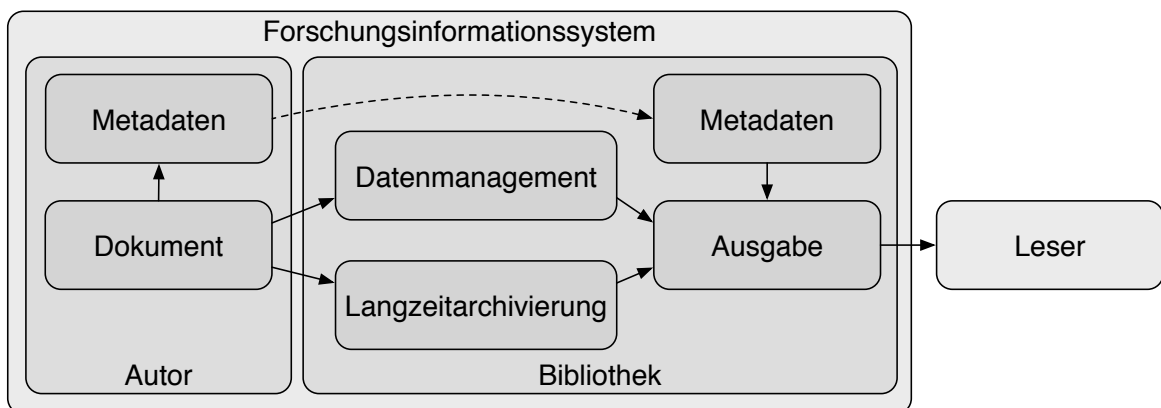 Forschungsinformationssystem
Metadaten
Metadaten
Datenmanagement
Dokument
Ausgabe
Leser
Langzeitarchivierung
Autor
Bibliothek